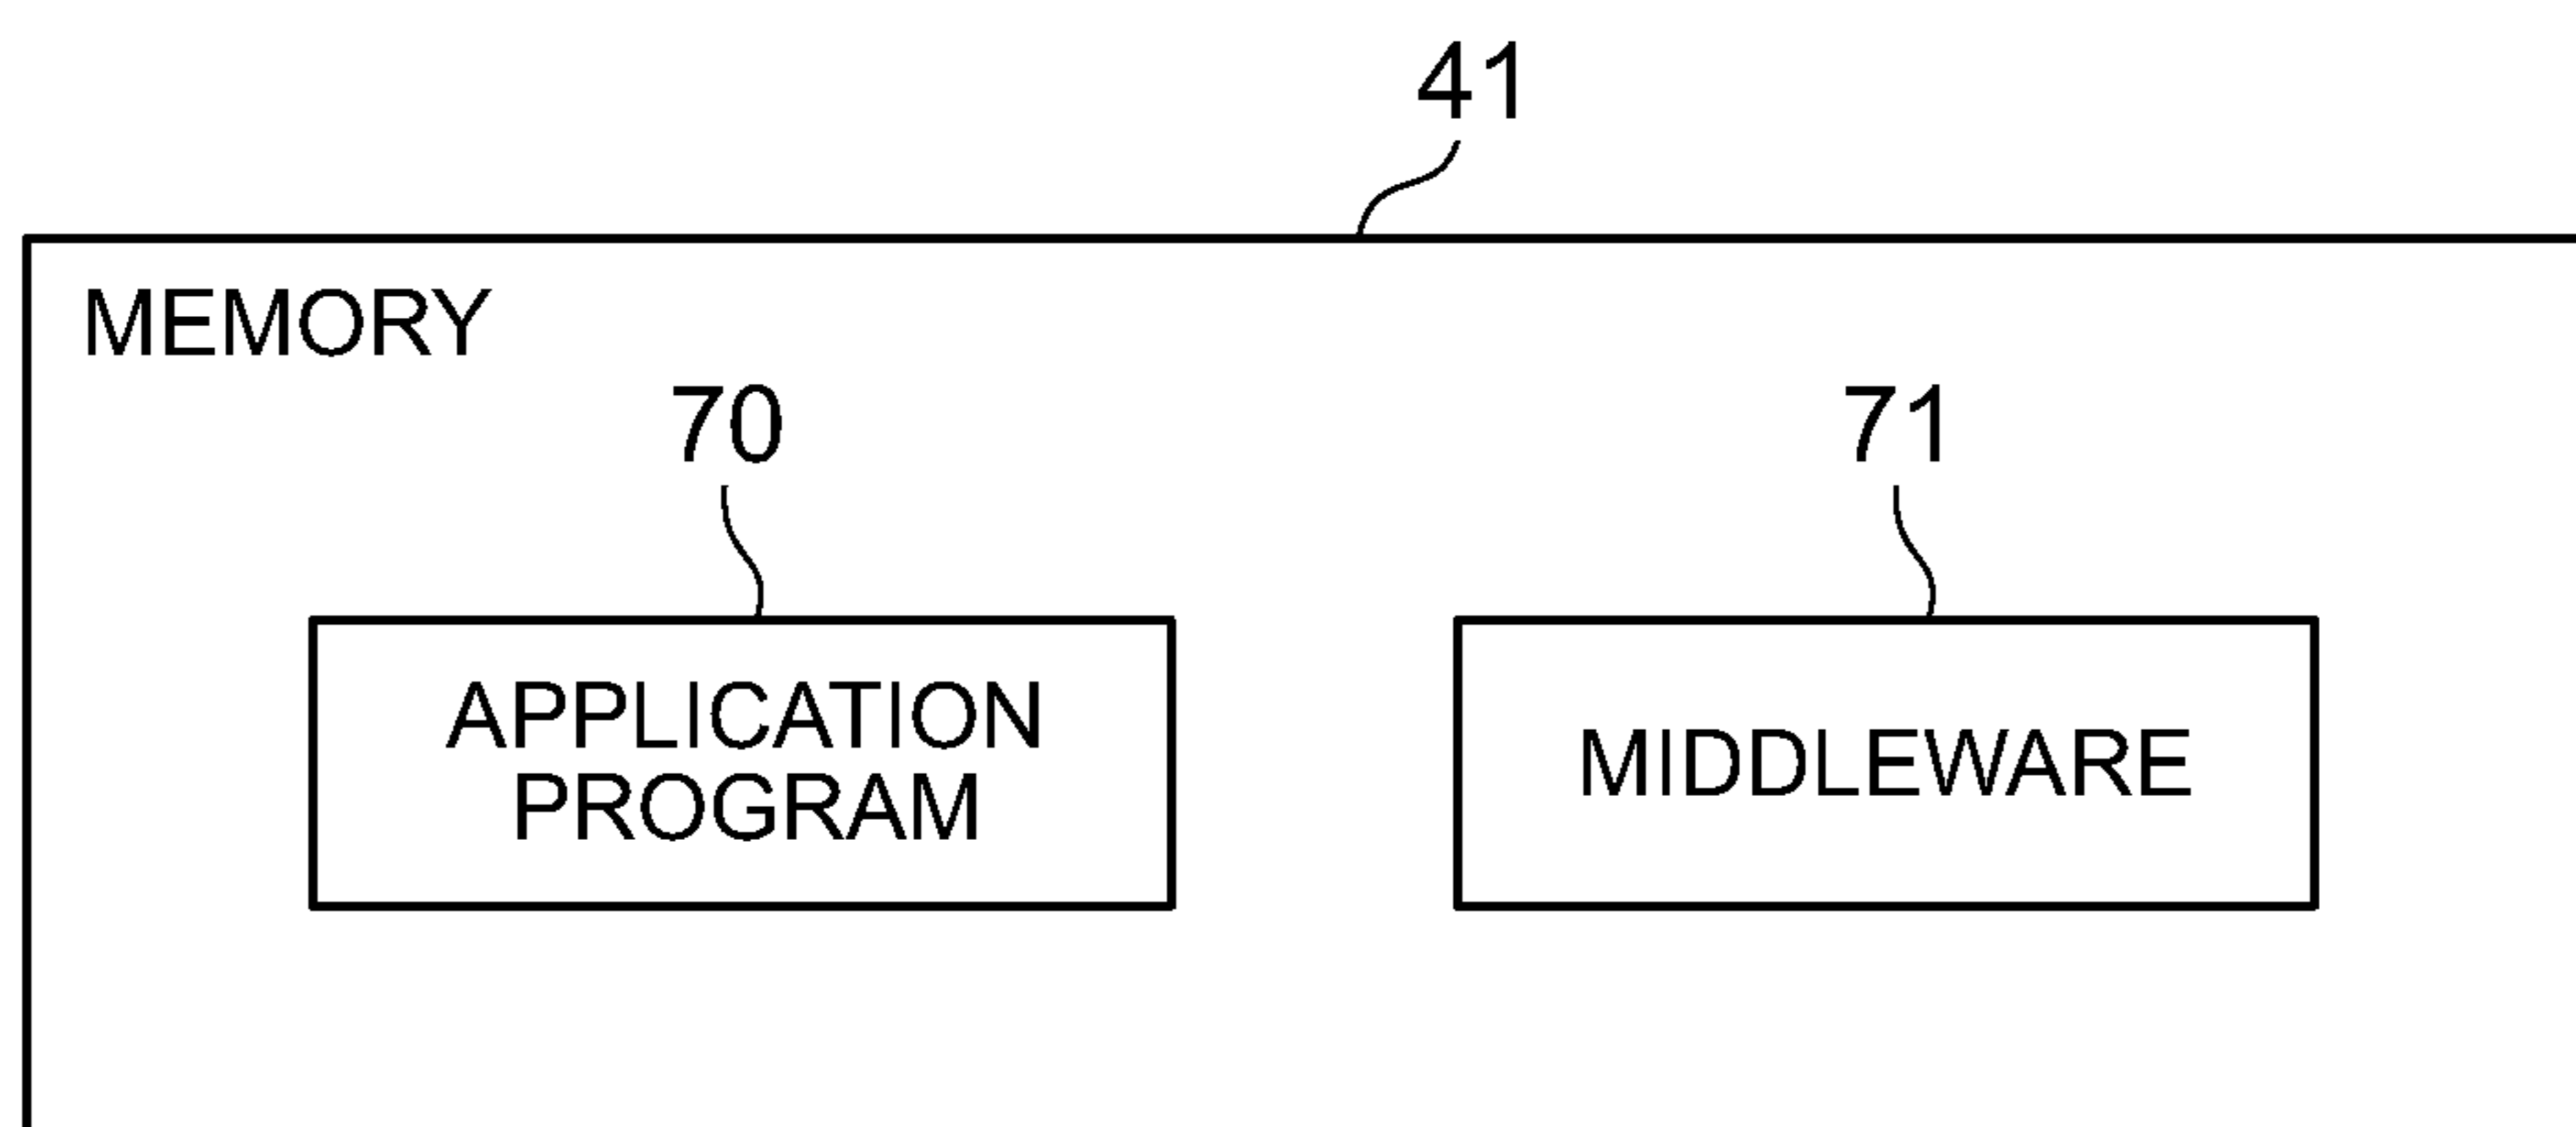 41
MEMORY
70
71
APPLICATION
PROGRAM
MIDDLEWARE